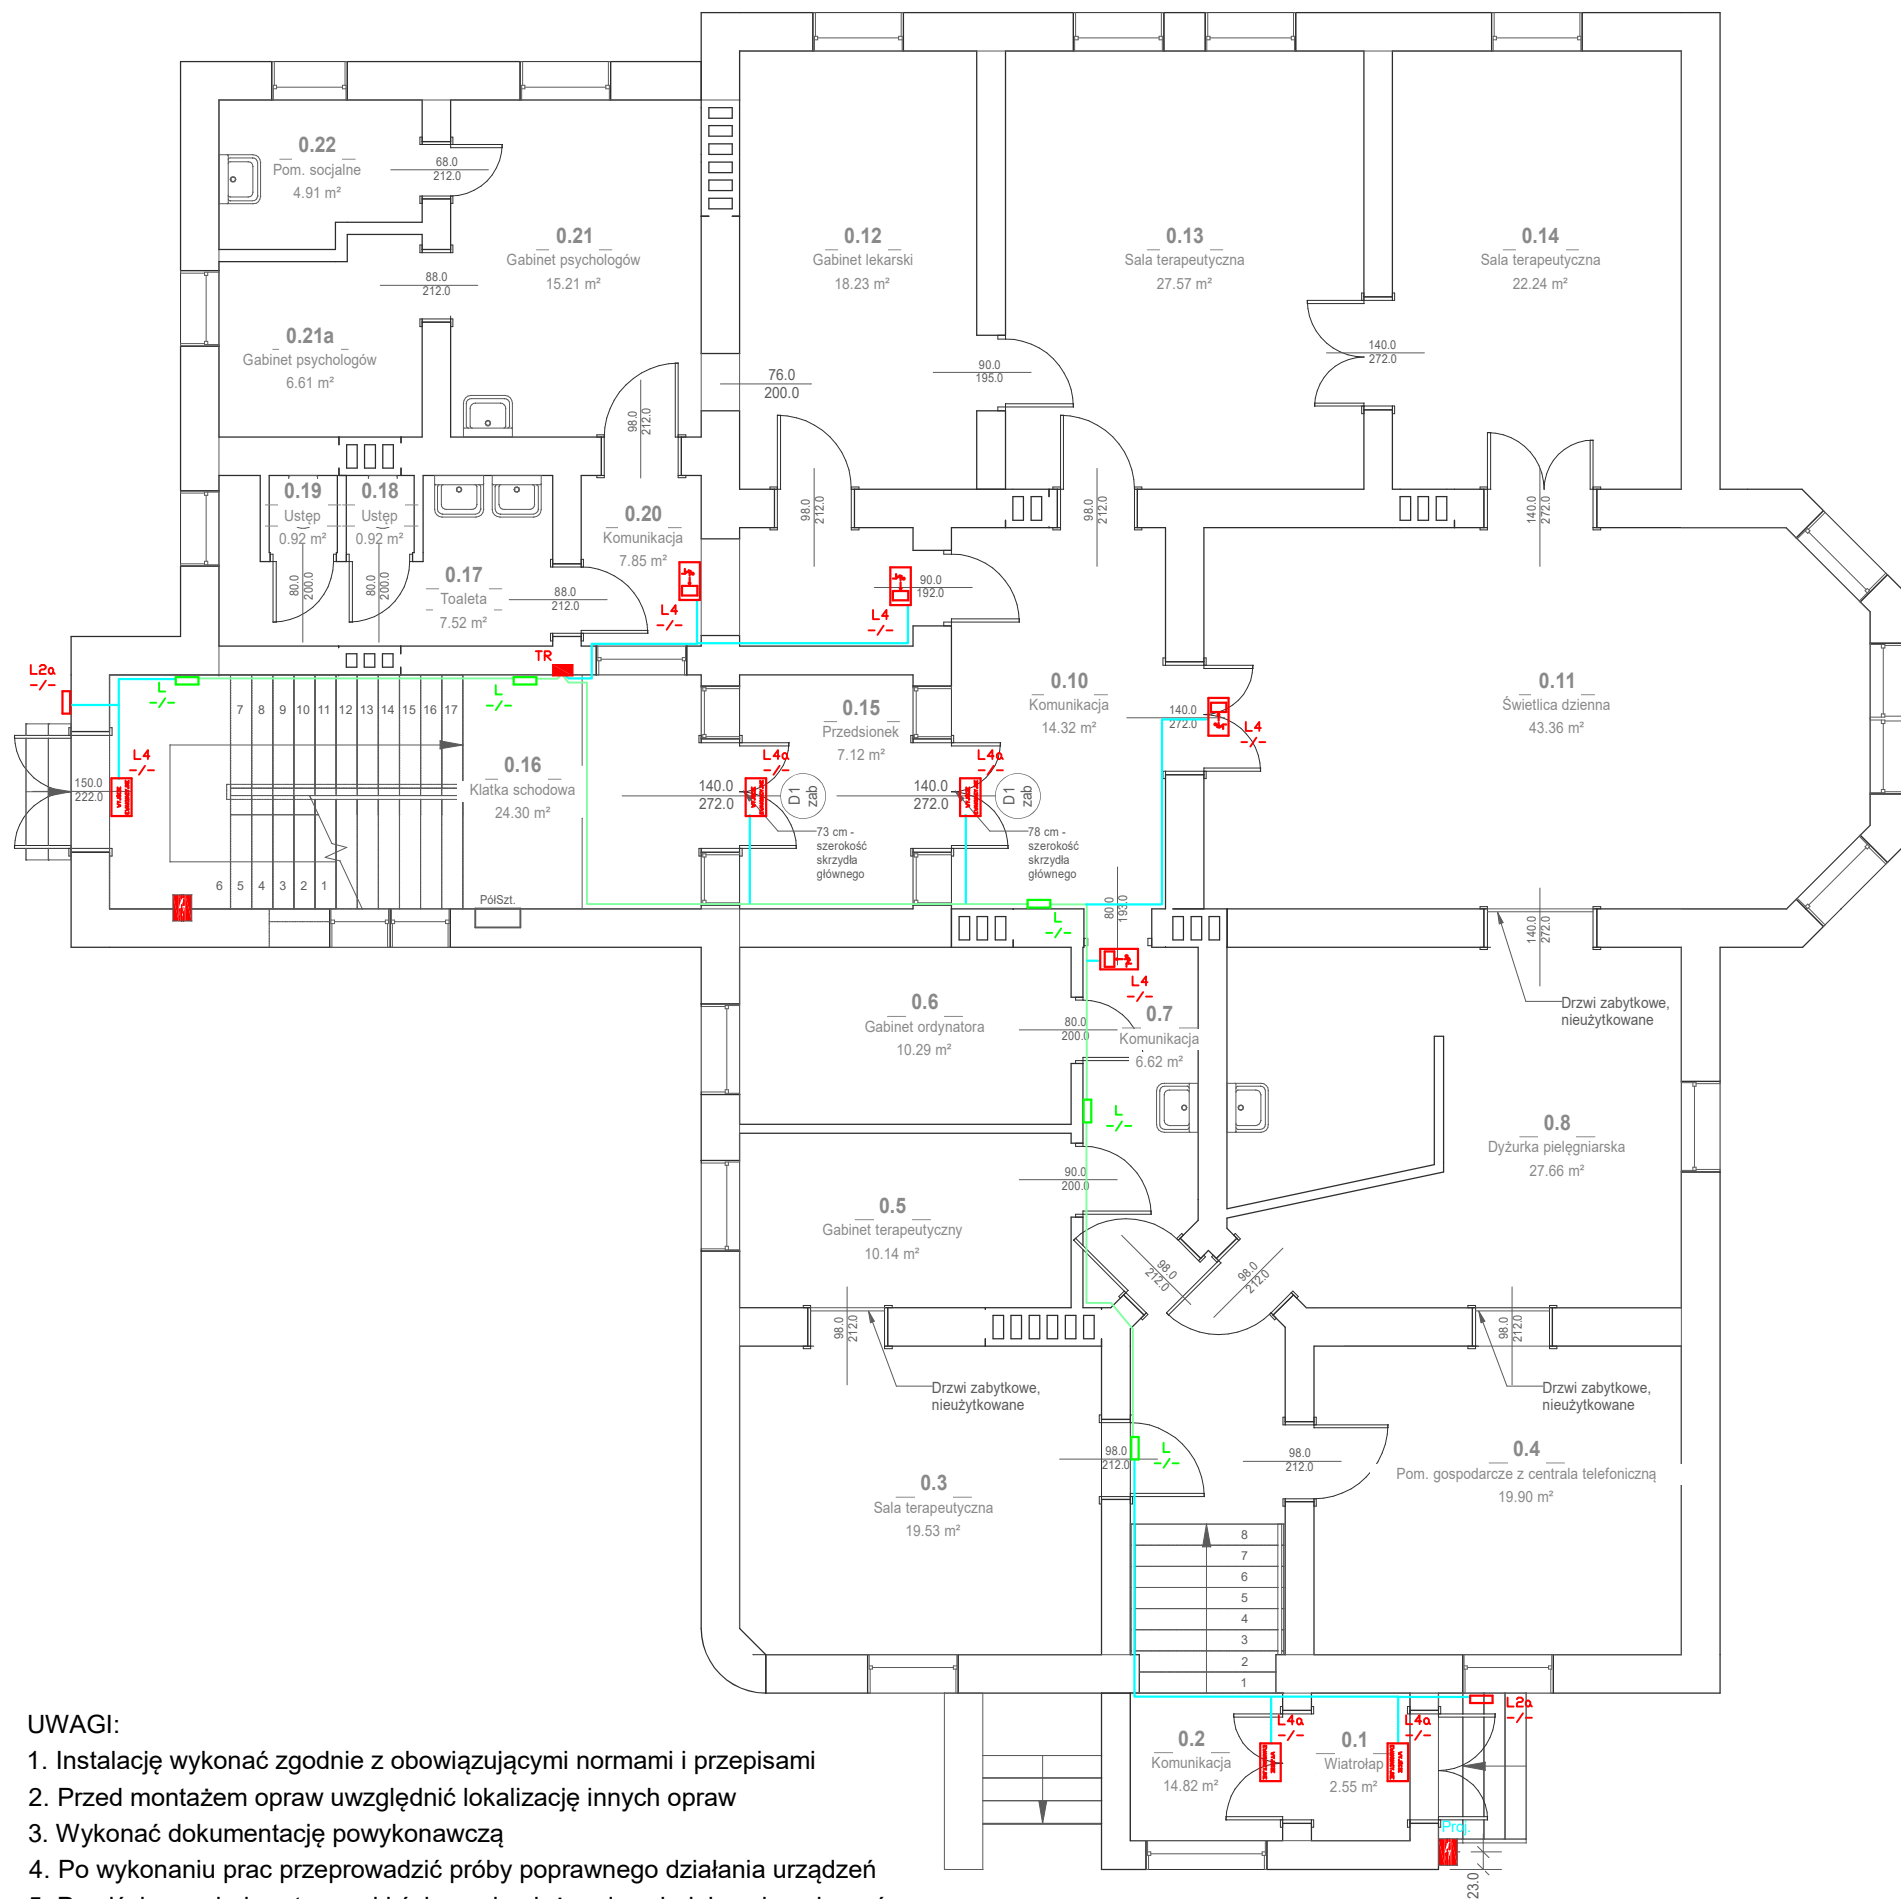 0.22
Pom. socjalne
4.91 m²
68.0
212.0
0.21
Gabinet psychologów
15.21 m²
88.0
212.0
0.21a
Gabinet psychologów
6.61 m²
98.0
212.0
0.12
Gabinet lekarski
18.23 m²
76.0
200.0
90.0
195.0
0.13
Sala terapeutyczna
27.57 m²
0.14
Sala terapeutyczna
22.24 m²
140.0
272.0
98.0
212.0
98.0
212.0
140.0
272.0
0.19
Ustęp
0.92 m²
80.0
200.0
0.18
Ustęp
0.92 m²
80.0
200.0
0.17
Toaleta
7.52 m²
88.0
212.0
0.20
Komunikacja
7.85 m²
L4
-/-
L4
-/-
90.0
192.0
TR
L2a
-/-
L
-/-
L
-/-
L4
-/-
150.0
222.0
7 8 9 10 11 12 13 14 15 16 17
6 5 4 3 2 1
0.16
Klatka schodowa
24.30 m²
PółSzt.
140.0
272.0
L4a
-/-
D1
zab
73 cm -
szerokość
skrzydła
głównego
0.15
Przedsionek
7.12 m²
140.0
272.0
L4a
-/-
D1
zab
78 cm -
szerokość
skrzydła
głównego
0.10
Komunikacja
14.32 m²
140.0
272.0
L4
-/-
0.11
Świetlica dzienna
43.36 m²
L
-/-
80.0
193.0
140.0
272.0
Drzwi zabytkowe,
nieużytkowane
L4
-/-
0.6
Gabinet ordynatora
10.29 m²
80.0
200.0
0.7
Komunikacja
6.62 m²
L
-/-
0.8
Dyżurka pielęgniarska
27.66 m²
0.5
Gabinet terapeutyczny
10.14 m²
90.0
200.0
98.0
212.0
98.0
212.0
98.0
212.0
Drzwi zabytkowe,
nieużytkowane
98.0
212.0
Drzwi zabytkowe,
nieużytkowane
0.3
Sala terapeutyczna
19.53 m²
98.0
212.0
L
-/-
98.0
212.0
0.4
Pom. gospodarcze z centrala telefoniczną
19.90 m²
8
7
6
5
4
3
2
1
0.2
Komunikacja
14.82 m²
L4a
-/-
0.1
Wiatrołap
2.55 m²
L4a
-/-
L2a
-/-
Proj.
23.0
UWAGI:
1. Instalację wykonać zgodnie z obowiązującymi normami i przepisami
2. Przed montażem opraw uwzględnić lokalizację innych opraw
3. Wykonać dokumentację powykonawczą
4. Po wykonaniu prac przeprowadzić próby poprawnego działania urządzeń